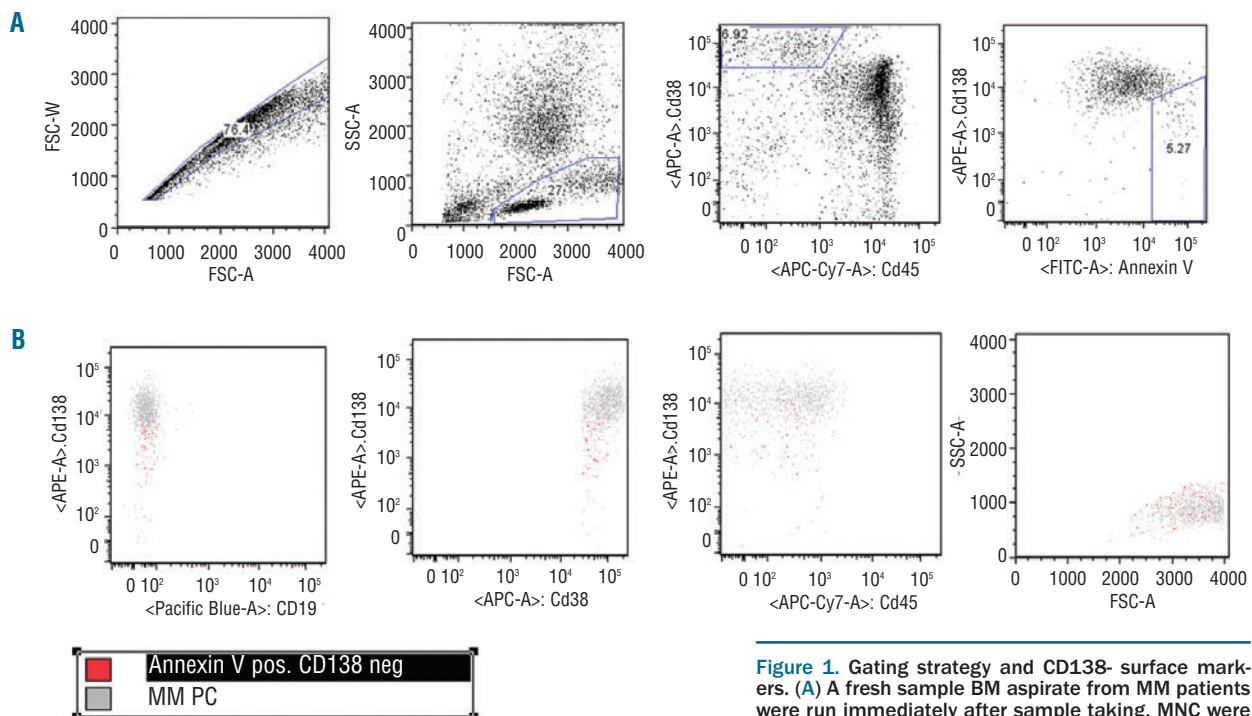 A
4000
3000
2000
1000
0
FSC-W
76.4
0 1000 2000 3000 4000
FSC-A
4000
3000
2000
1000
0
SSC-A
27
0 1000 2000 3000 4000
FSC-A
10⁵
10⁴
10³
10²
0
<APC-A>.Cd38
6.92
0 10² 10³ 10⁴ 10⁵
<APC-Cy7-A>: Cd45
10⁵
10⁴
10³
10²
0
<APE-A>.Cd138
5.27
0 10² 10³ 10⁴ 10⁵
<FITC-A>: Annexin V
B
10⁵
10⁴
10³
10²
0
<APE-A>.Cd138
0 10² 10³ 10⁴ 10⁵
<Pacific Blue-A>: CD19
10⁵
10⁴
10³
10²
0
<APE-A>.Cd138
0 10² 10³ 10⁴ 10⁵
<APC-A>: Cd38
10⁵
10⁴
10³
10²
0
<APE-A>.Cd138
0 10² 10³ 10⁴ 10⁵
<APC-Cy7-A>: Cd45
4000
3000
2000
1000
0
- SSC-A-
0 1000 2000 3000 4000
FSC-A
Annexin V pos. CD138 neg
MM PC
Figure 1. Gating strategy and CD138- surface mark-
ers. (A) A fresh sample BM aspirate from MM patients
were run immediately after sample taking. MNC were